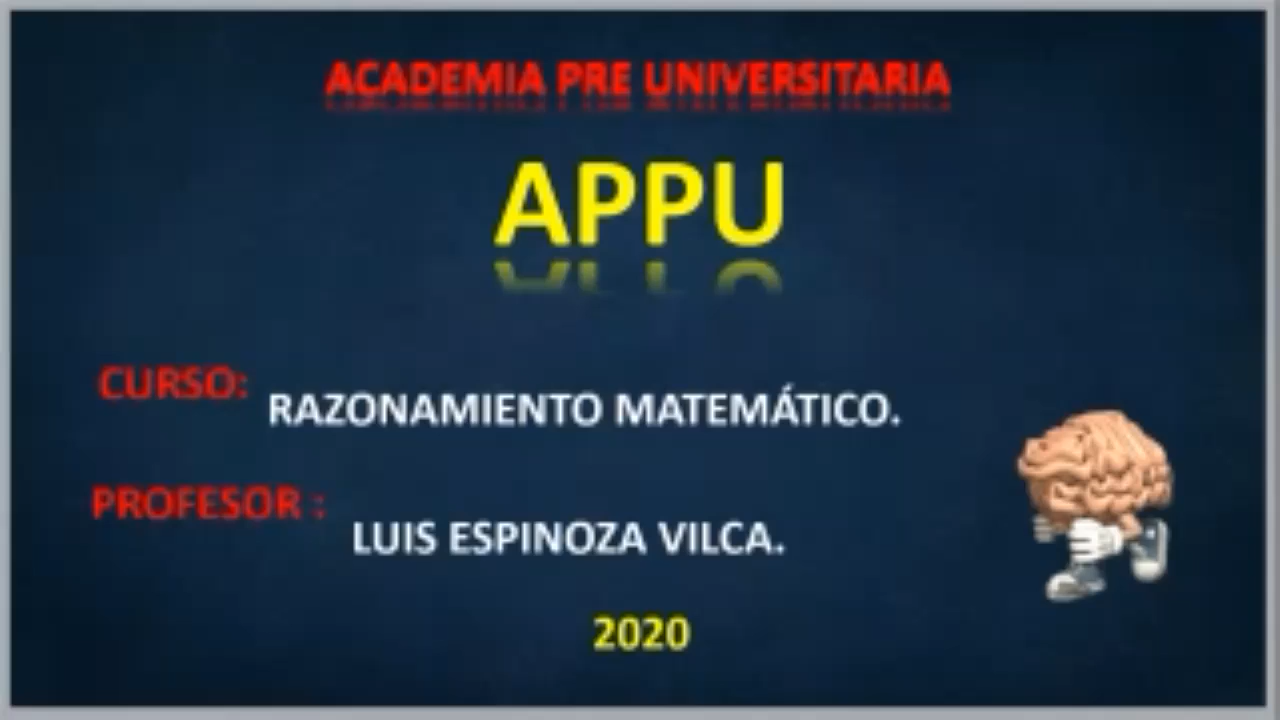 ACADEMIA PRE UNIVERSITARIA
APPU
CURSO:
RAZONAMIENTO MATEMÁTICO.
PROFESOR :
LUIS ESPINOZA VILCA.
2020